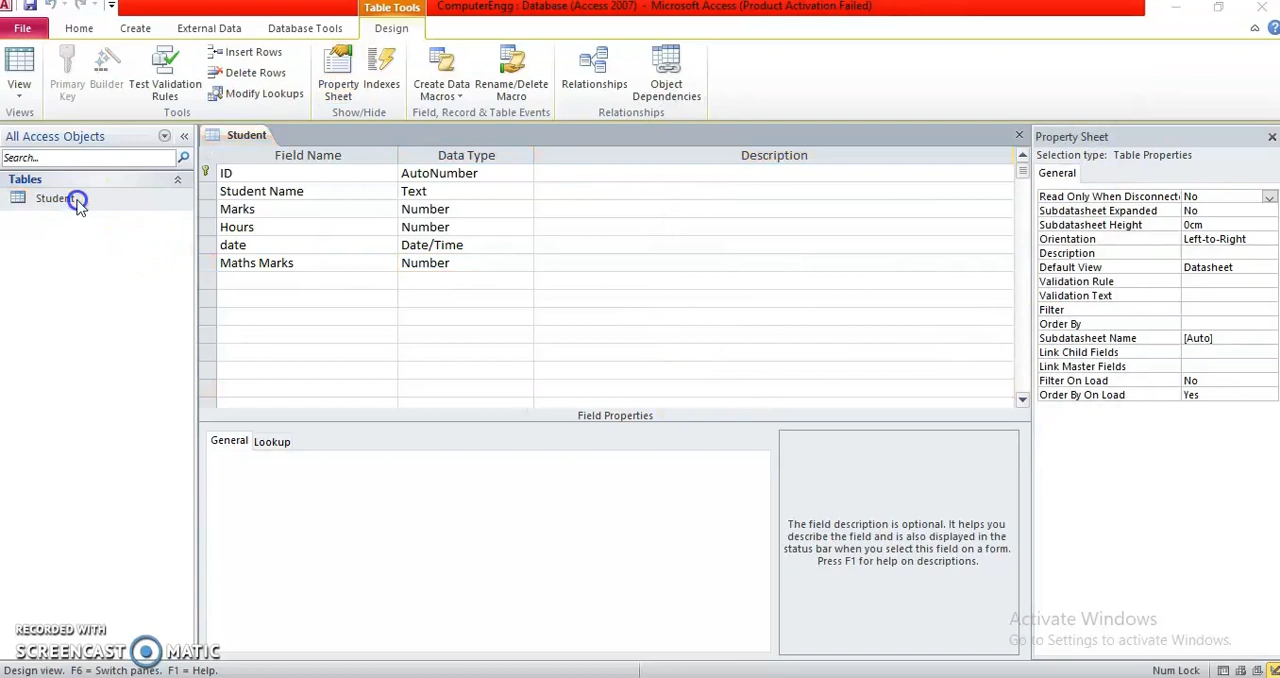 Table Tools
ComputerEngg : Database (Access 2007) - Microsoft Access (Product Activation Failed)
File Home Create External Data Database Tools Design
View
Primary Key
Builder
Test Validation Rules
Insert Rows
Delete Rows
Modify Lookups
Property Sheet
Indexes
Create Data Macros
Rename/Delete Macro
Relationships
Object Dependencies
Views Tools Show/Hide Field, Record & Table Events Relationships
All Access Objects
Search...
Tables
Student
Student
Field Name Data Type Description
ID AutoNumber
Student Name Text
Marks Number
Hours Number
date Date/Time
Maths Marks Number
Field Properties
General Lookup
The field description is optional. It helps you
describe the field and is also displayed in the
status bar when you select this field on a form.
Press F1 for help on descriptions.
Property Sheet
Selection type: Table Properties
General
Read Only When Disconnecte No
Subdatasheet Expanded No
Subdatasheet Height 0cm
Orientation Left-to-Right
Description
Default View Datasheet
Validation Rule
Validation Text
Filter
Order By
Subdatasheet Name [Auto]
Link Child Fields
Link Master Fields
Filter On Load No
Order By On Load Yes
Activate Windows
Go to Settings to activate Windows.
RECORDED WITH
SCREENCAST MATIC
Design view. F6 = Switch panes. F1 = Help.
Num Lock